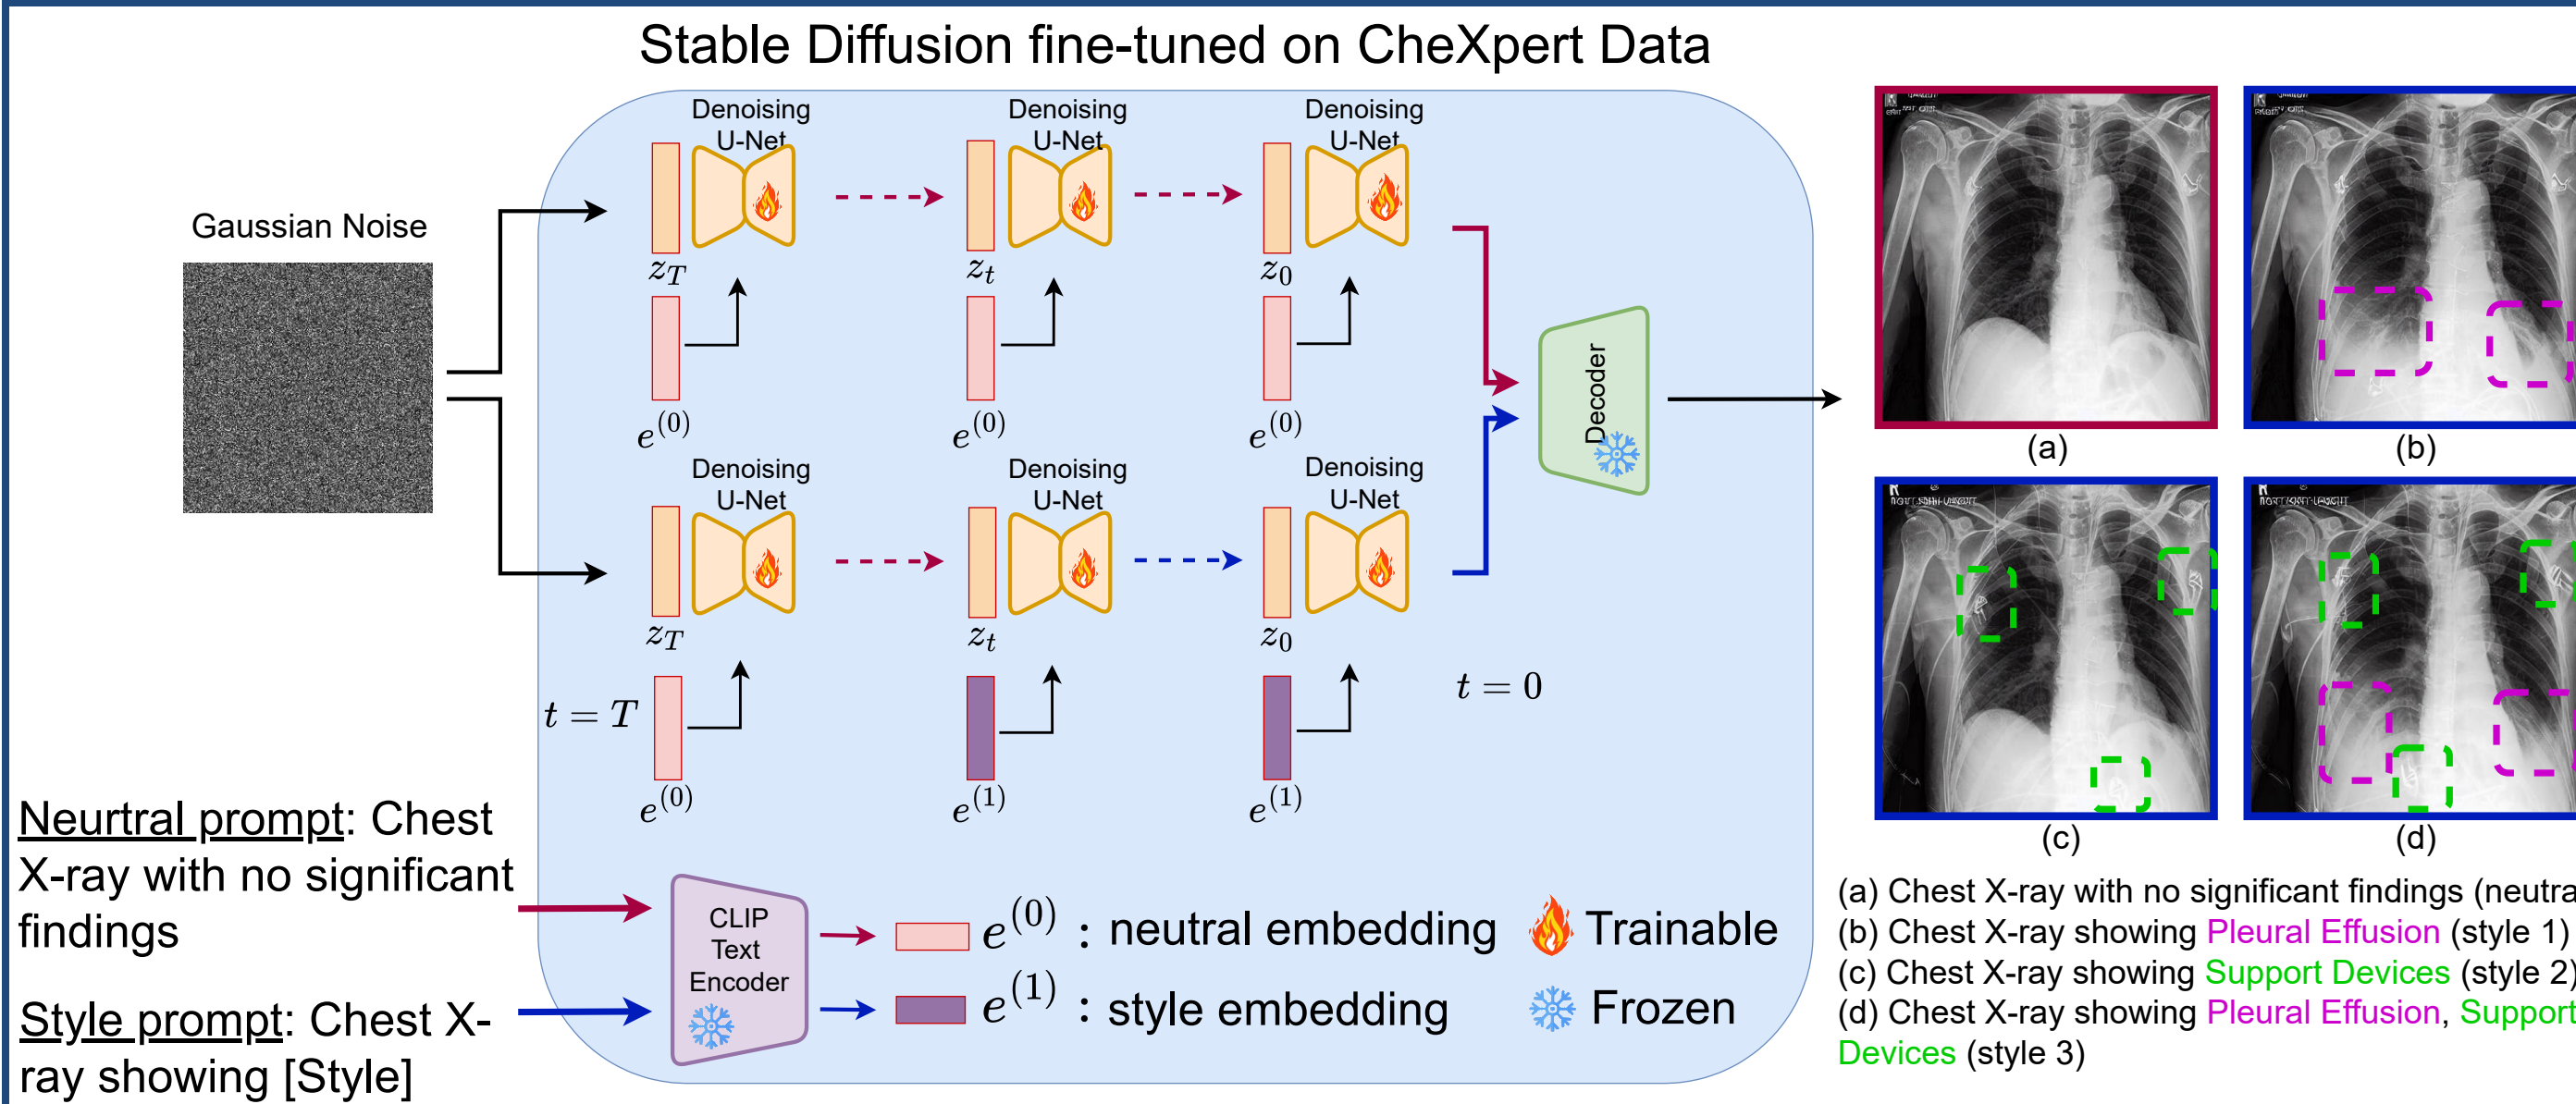 Stable Diffusion fine-tuned on CheXpert Data
Denoising U-Net
Denoising U-Net
Denoising U-Net
Gaussian Noise
z_T
z_t
z_0
e^(0)
e^(0)
e^(0)
Decoder
Denoising U-Net
Denoising U-Net
Denoising U-Net
z_T
z_t
z_0
t = T
t = 0
e^(0)
e^(1)
e^(1)
Neurtral prompt: Chest
X-ray with no significant
findings
Style prompt: Chest X-
ray showing [Style]
CLIP
Text
Encoder
e^(0) : neutral embedding
e^(1) : style embedding
Trainable
Frozen
R
(a)
(b)
R
R
(c)
(d)
(a) Chest X-ray with no significant findings (neutra
(b) Chest X-ray showing Pleural Effusion (style 1)
(c) Chest X-ray showing Support Devices (style 2)
(d) Chest X-ray showing Pleural Effusion, Support
Devices (style 3)